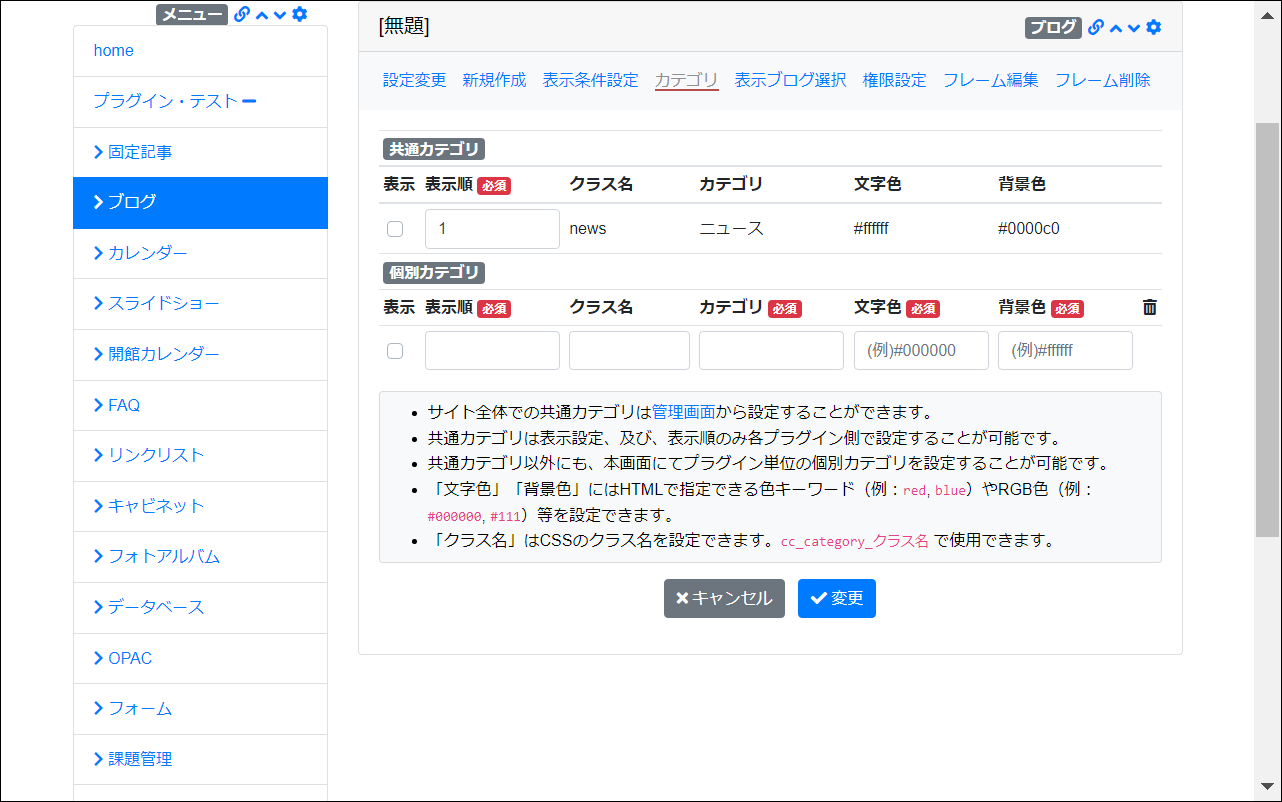 メニュー
home
プラグイン・テスト
固定記事
ブログ
カレンダー
スライドショー
開館カレンダー
FAQ
リンクリスト
キャビネット
フォトアルバム
データベース
OPAC
フォーム
課題管理
[無題] ブログ
設定変更 新規作成 表示条件設定 カテゴリ 表示ブログ選択 権限設定 フレーム編集 フレーム削除
共通カテゴリ
表示 表示順 必須 クラス名 カテゴリ 文字色 背景色
1 news ニュース #ffffff #0000c0
個別カテゴリ
表示 表示順 必須 クラス名 カテゴリ 必須 文字色 必須 背景色 必須
(例)#000000 (例)#ffffff
• サイト全体での共通カテゴリは管理画面から設定することができます。
• 共通カテゴリは表示設定、及び、表示順のみ各プラグイン側で設定することが可能です。
• 共通カテゴリ以外にも、本画面にてプラグイン単位の個別カテゴリを設定することが可能です。
• 「文字色」「背景色」にはHTMLで指定できる色キーワード（例：red, blue）やRGB色（例：
#000000, #111）等を設定できます。
• 「クラス名」はCSSのクラス名を設定できます。cc_category_クラス名 で使用できます。
キャンセル 変更